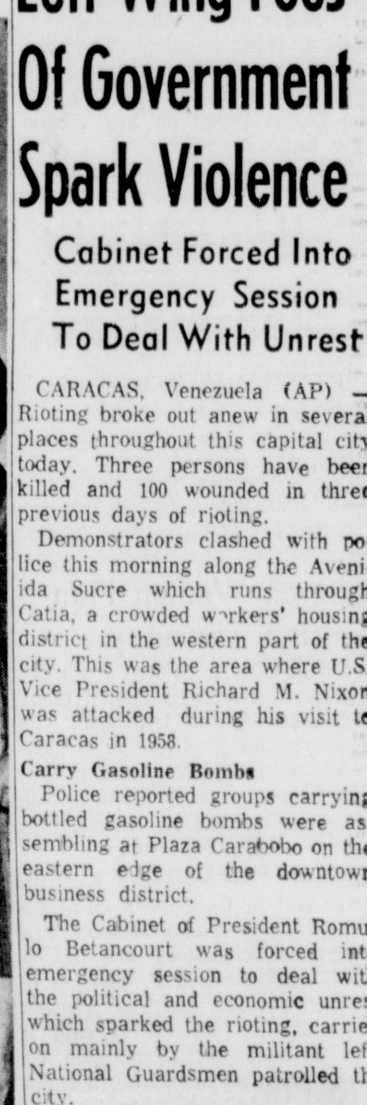 Of Government
Spark Violence
Cabinet Forced Into
Emergency Session
To Deal With Unrest
CARACAS, Venezuela (AP) —
Rioting broke out anew in severa
places throughout this capital city
today. Three persons have been
killed and 100 wounded in three
previous days of rioting.
Demonstrators clashed with po-
lice this morning along the Aveni-
ida Sucre which runs through
Catia, a crowded workers' housing
district in the western part of the
city. This was the area where U.S.
Vice President Richard M. Nixon
was attacked during his visit to
Caracas in 1958.
Carry Gasoline Bombs
Police reported groups carrying
bottled gasoline bombs were as-
sembling at Plaza Carabobo on the
eastern edge of the downtown
business district.
The Cabinet of President Romu
lo Betancourt was forced int
emergency session to deal wit
the political and economic unres
which sparked the rioting, carrie
on mainly by the militant lef
National Guardsmen patrolled th
city.